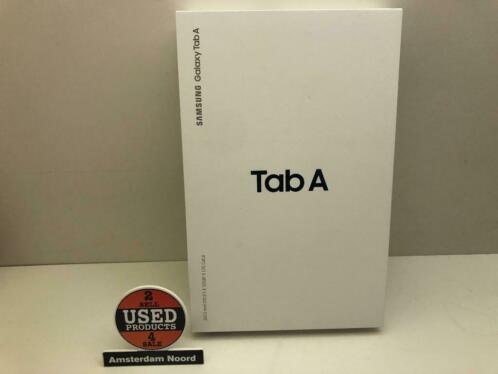 SAMSUNG Galaxy Tab A
Tab A
2
SELL
USED
PRODUCTS
4
SALE
Amsterdam Noord